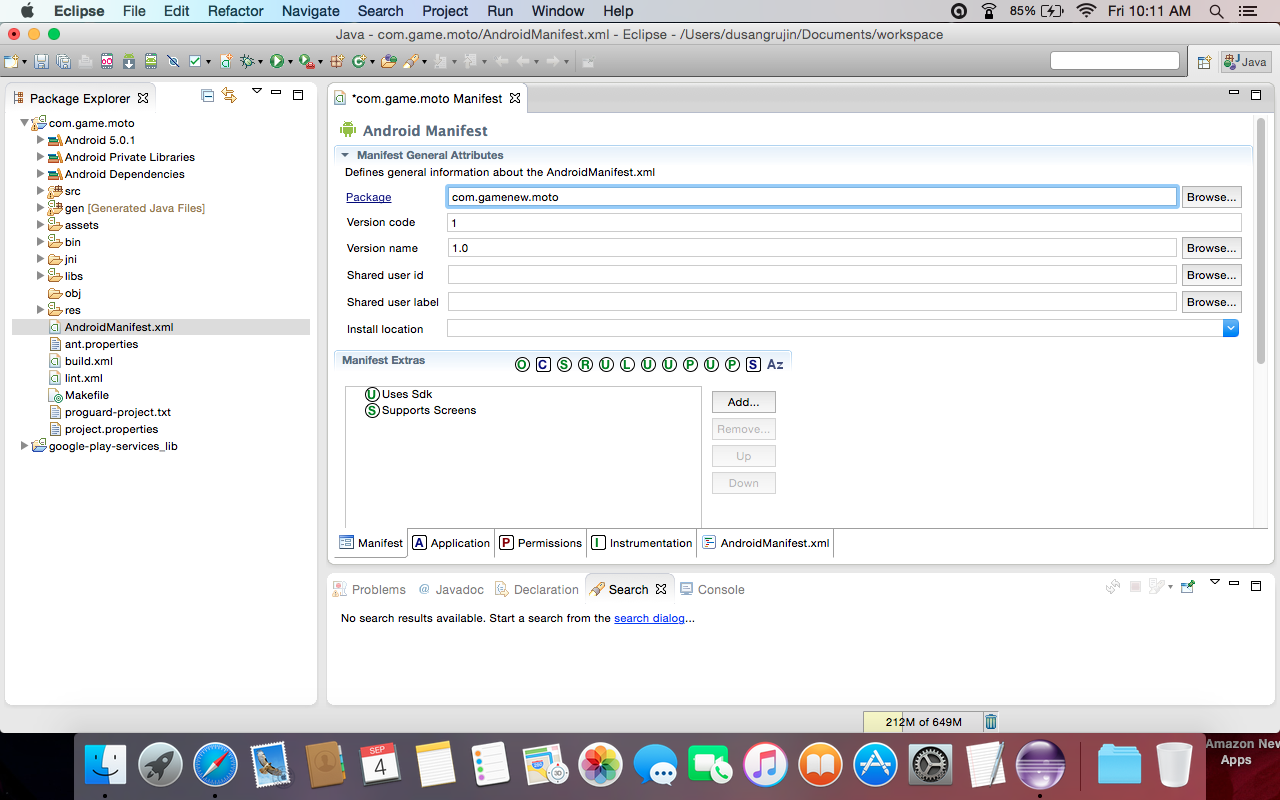 Eclipse File Edit Refactor Navigate Search Project Run Window Help 85% Fri 10:11 AM
Java - com.game.moto/AndroidManifest.xml - Eclipse - /Users/dusangrujin/Documents/workspace
Java
Package Explorer
com.game.moto
Android 5.0.1
Android Private Libraries
Android Dependencies
src
gen [Generated Java Files]
assets
bin
jni
libs
obj
res
AndroidManifest.xml
ant.properties
build.xml
lint.xml
Makefile
proguard-project.txt
project.properties
google-play-services_lib
*com.game.moto Manifest
Android Manifest
Manifest General Attributes
Defines general information about the AndroidManifest.xml
Package com.gamenew.moto Browse...
Version code 1
Version name 1.0 Browse...
Shared user id Browse...
Shared user label Browse...
Install location
Manifest Extras O C S R U L U U P U P S Az
U Uses Sdk
S Supports Screens
Add...
Remove...
Up
Down
Manifest A Application P Permissions I Instrumentation AndroidManifest.xml
Problems @ Javadoc Declaration Search Console
No search results available. Start a search from the search dialog...
212M of 649M
SEP
4
Amazon New
Apps